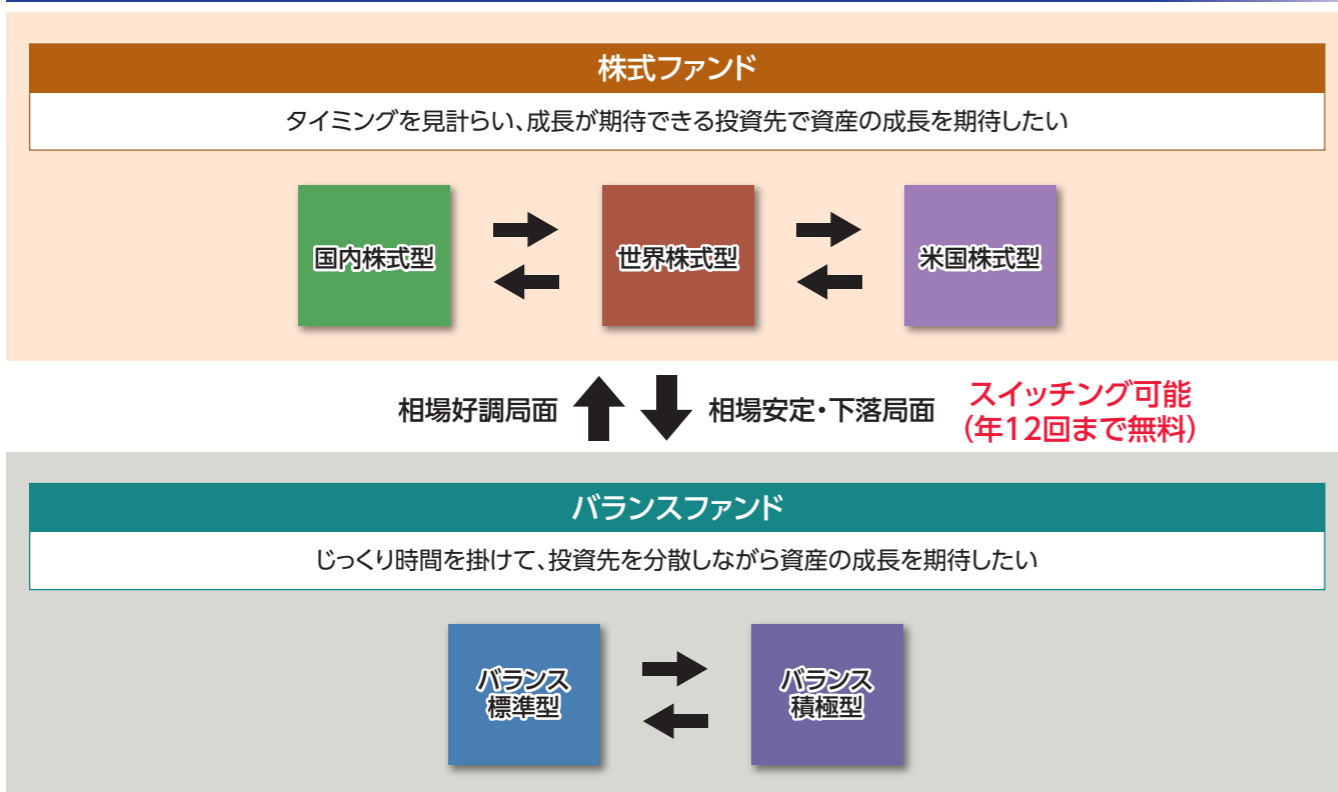 株式ファンド
タイミングを見計らい、成長が期待できる投資先で資産の成長を期待したい
国内株式型
世界株式型
米国株式型
相場好調局面
相場安定・下落局面
スイッチング可能
(年12回まで無料)
バランスファンド
じっくり時間を掛けて、投資先を分散しながら資産の成長を期待したい
バランス
標準型
バランス
積極型